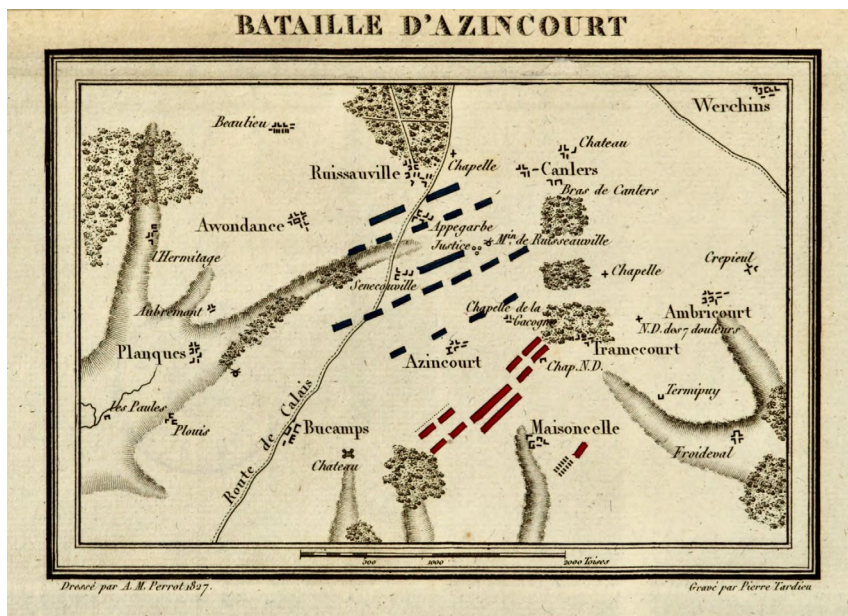 BATAILLE D'AZINCOURT
Werchins
Beaulieu
Chateau
Ruissauville
Chapelle
Canlers
Bras de Canlers
Awondance
Appegarbe
Justice
Min. de Ruisseauville
l'Hermitage
Senecouville
Chapelle
Crepieul
Aubremont
Chapelle de la
Gacogne
Ambricourt
N.D. des 7 douleurs
Planques
Azincourt
Tramecourt
Chap. N.D.
Termipuy
les Paules
Plouis
Route de Calais
Bucamps
Maisoncelle
Froideval
Chateau
500 1000 2000 Toises
Dressé par A. M. Perrot 1827.
Gravé par Pierre Tardieu